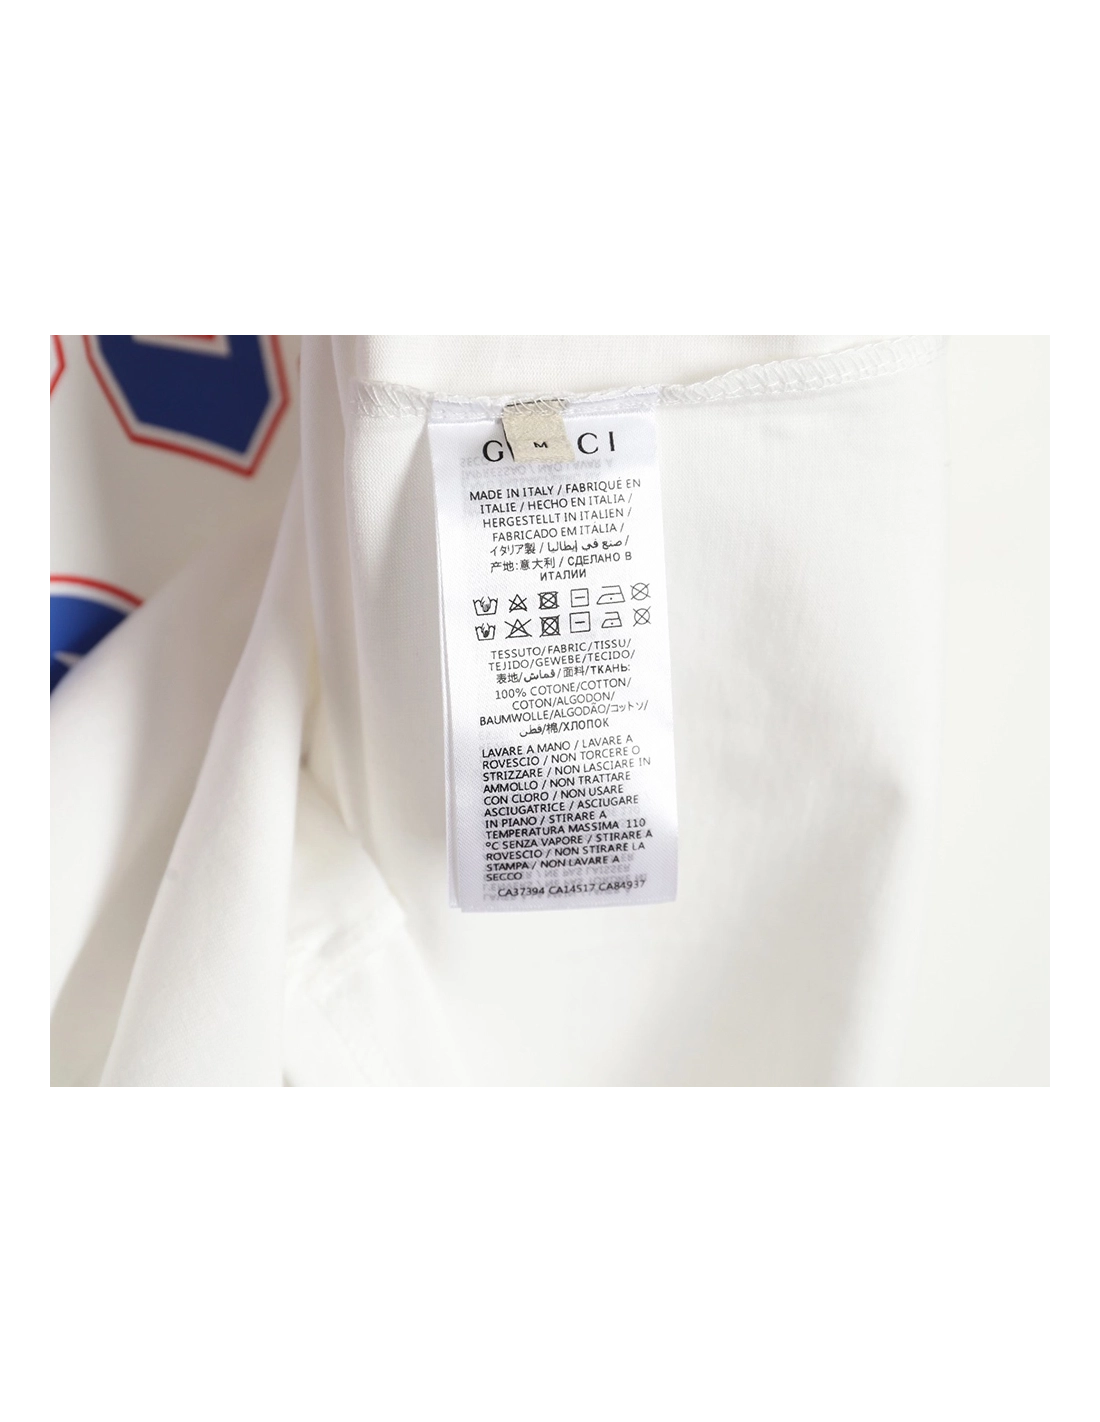 G CCI
M
MADE IN ITALY / FABRIQUÉ EN
ITALIE / HECHO EN ITALIA /
HERGESTELLT IN ITALIEN /
FABRICADO EM ITALIA /
イタリア製 / صنع في إيطاليا /
产地:意大利 / СДЕЛАНО В
ИТАЛИИ
TESSUTO/FABRIC/TISSU/
TEJIDO/GEWEBE/TECIDO/
表地/قماش/面料/ТКАНЬ:
100% COTONE/COTTON/
COTON/ALGODON/
BAUMWOLLE/ALGODÃO/コットン/
قطن/棉/ХЛОПОК
LAVARE A MANO / LAVARE A
ROVESCIO / NON TORCERE O
STRIZZARE / NON LASCIARE IN
AMMOLLO / NON TRATTARE
CON CLORO / NON USARE
ASCIUGATRICE / ASCIUGARE
IN PIANO / STIRARE A
TEMPERATURA MASSIMA 110
°C SENZA VAPORE / STIRARE A
ROVESCIO / NON STIRARE LA
STAMPA / NON LAVARE A
SECCO
CA37394 CA14517 CA84937